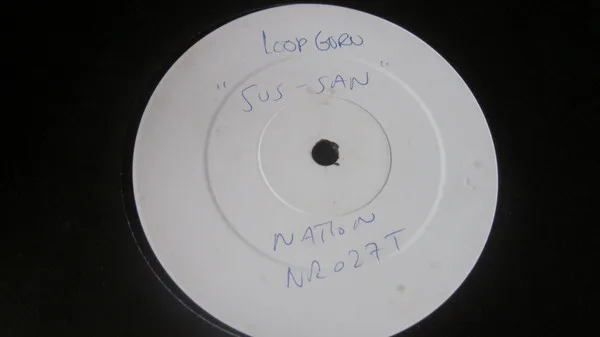 LOOP GURU
"SUS-SAN"
NATION
NR027T